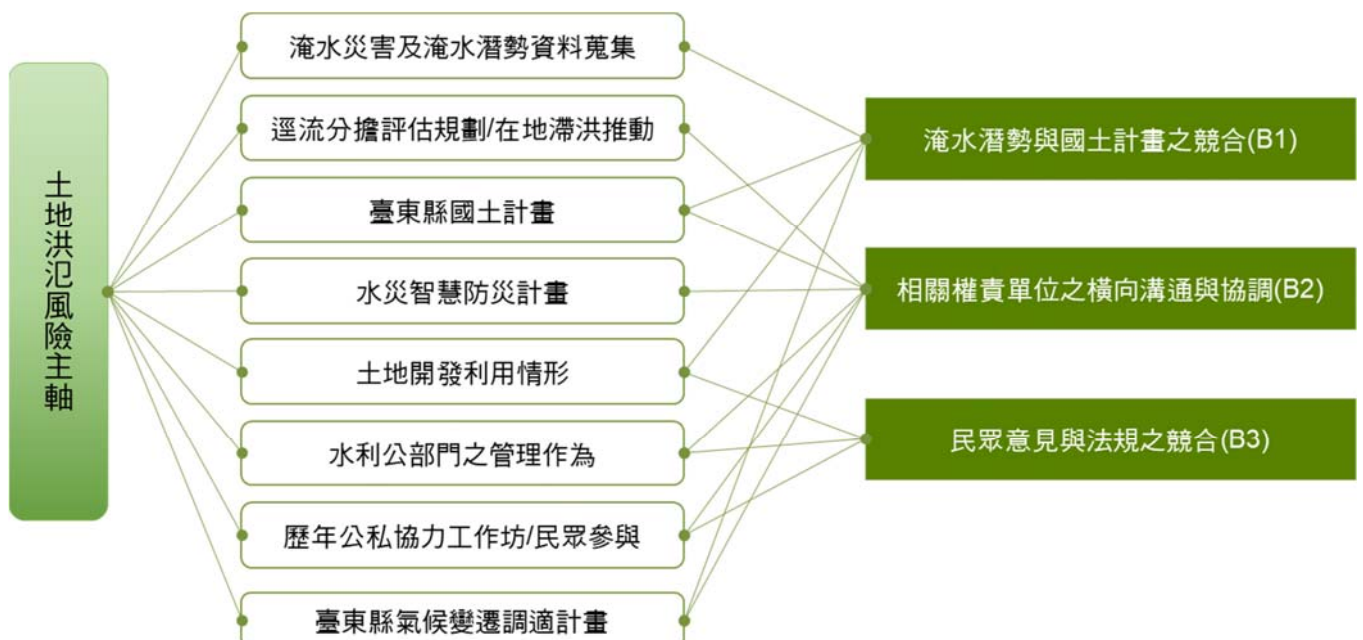 土地洪氾風險主軸
淹水災害及淹水潛勢資料蒐集
逕流分擔評估規劃/在地滯洪推動
臺東縣國土計畫
水災智慧防災計畫
土地開發利用情形
水利公部門之管理作為
歷年公私協力工作坊/民眾參與
臺東縣氣候變遷調適計畫
淹水潛勢與國土計畫之競合(B1)
相關權責單位之橫向溝通與協調(B2)
民眾意見與法規之競合(B3)